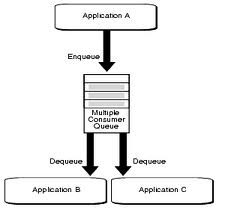 Application A
Enqueue
Multiple
Consumer
Queue
Dequeue
Dequeue
Application B
Application C